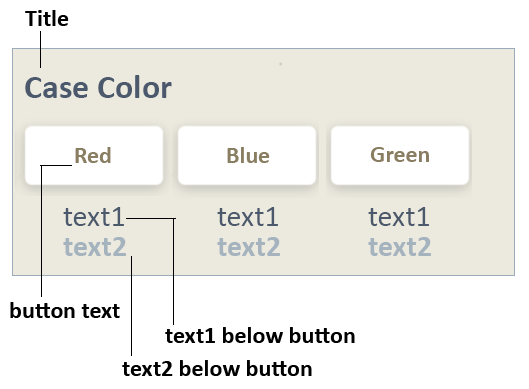 Title
Case Color
Red Blue Green
text1 text1 text1
text2 text2 text2
button text
text1 below button
text2 below button